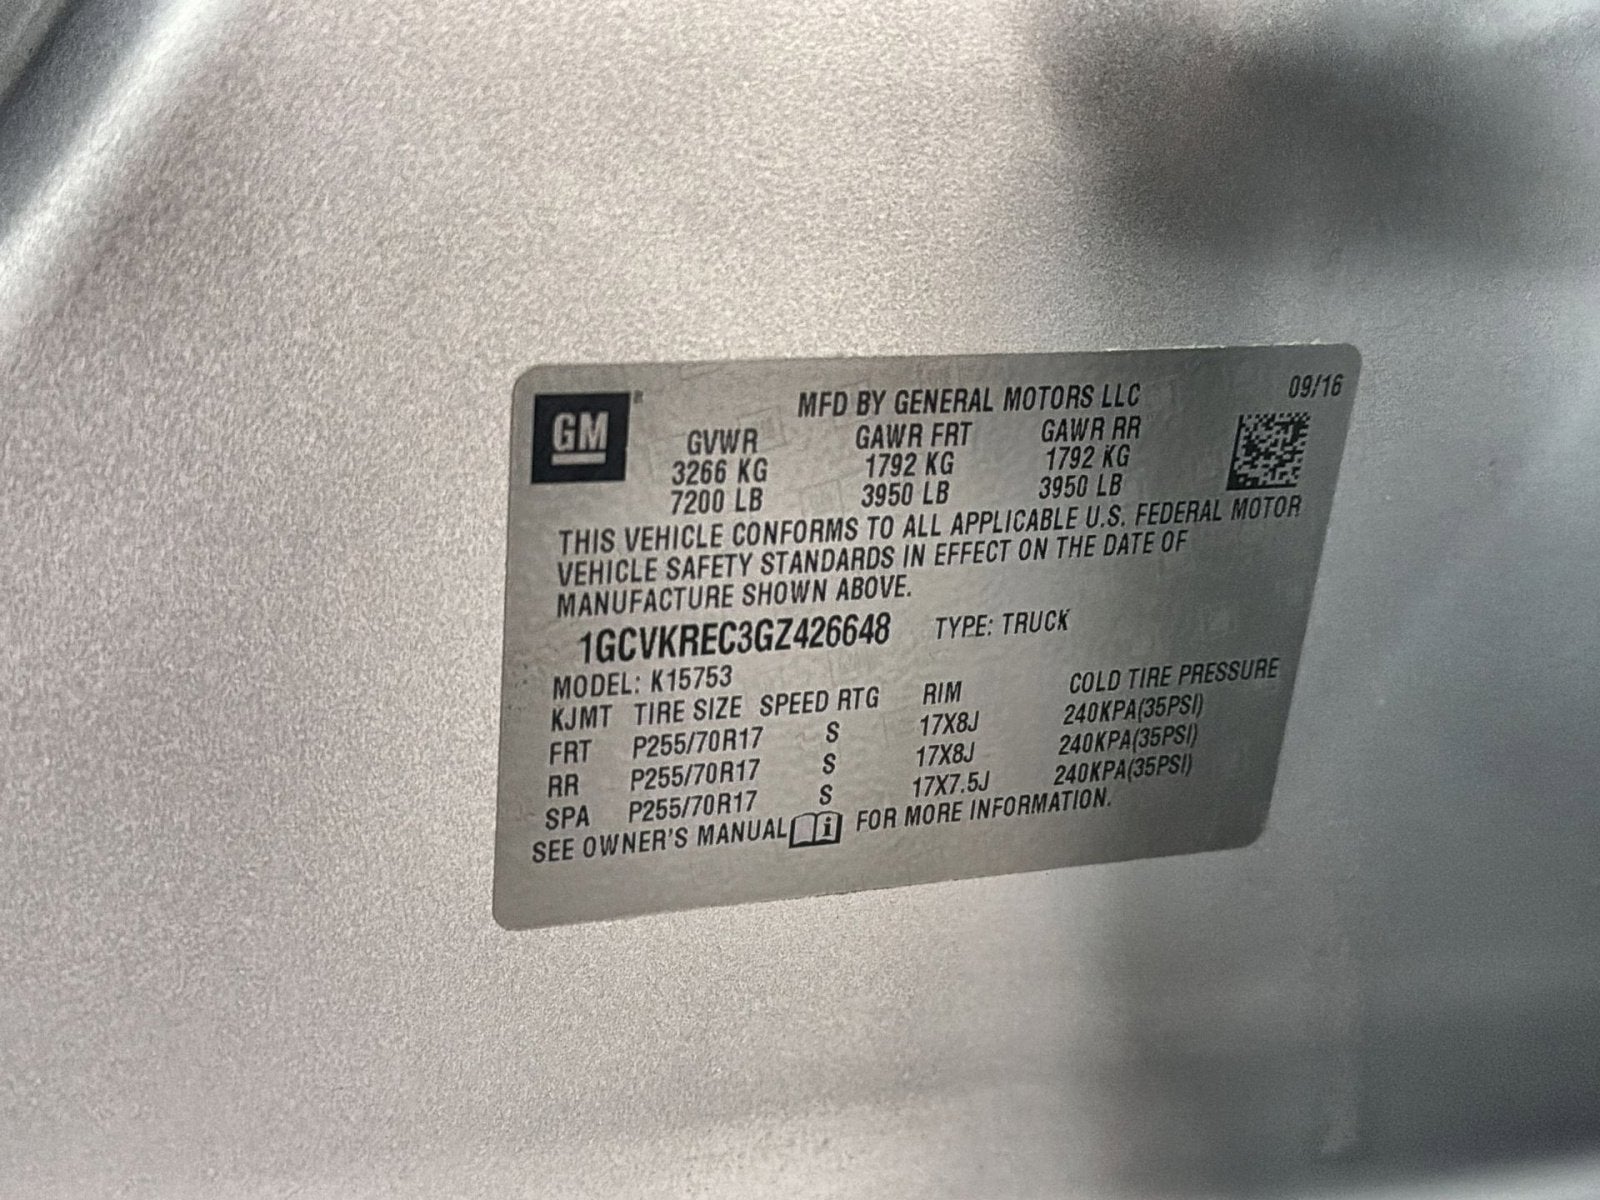 GM
MFD BY GENERAL MOTORS LLC 09/16
GVWR GAWR FRT GAWR RR
3266 KG 1792 KG 1792 KG
7200 LB 3950 LB 3950 LB
THIS VEHICLE CONFORMS TO ALL APPLICABLE U.S. FEDERAL MOTOR
VEHICLE SAFETY STANDARDS IN EFFECT ON THE DATE OF
MANUFACTURE SHOWN ABOVE.
1GCVKREC3GZ426648 TYPE: TRUCK
MODEL: K15753
KJMT TIRE SIZE SPEED RTG RIM COLD TIRE PRESSURE
FRT P255/70R17 S 17X8J 240KPA(35PSI)
RR P255/70R17 S 17X8J 240KPA(35PSI)
SPA P255/70R17 S 17X7.5J 240KPA(35PSI)
SEE OWNER'S MANUAL FOR MORE INFORMATION.